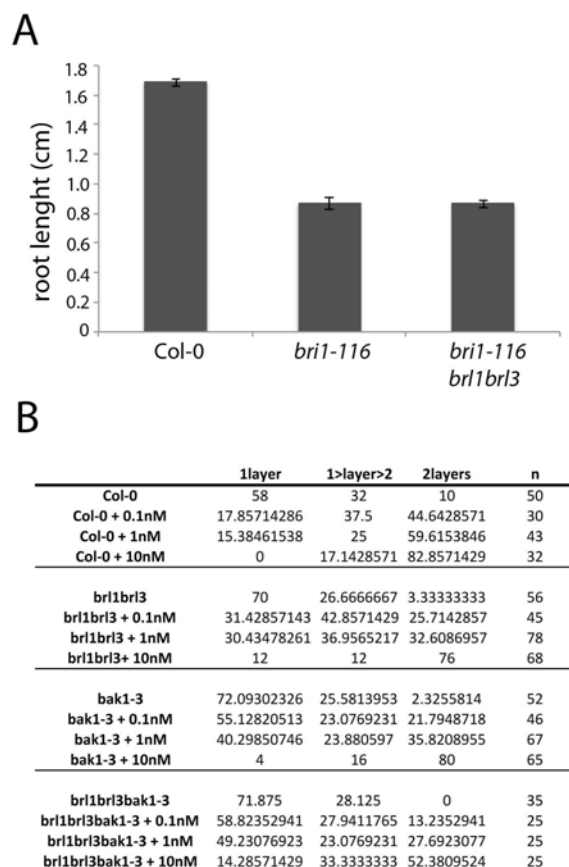 A
root lenght (cm)
1.8
1.6
1.4
1.2
1.0
0.8
0.6
0.4
0.2
0
Col-0 bri1-116 bri1-116
brl1brl3
B
1layer 1>layer>2 2layers n
Col-0 58 32 10 50
Col-0 + 0.1nM 17.85714286 37.5 44.6428571 30
Col-0 + 1nM 15.38461538 25 59.6153846 43
Col-0 + 10nM 0 17.1428571 82.8571429 32
brl1brl3 70 26.6666667 3.33333333 56
brl1brl3 + 0.1nM 31.42857143 42.8571429 25.7142857 45
brl1brl3 + 1nM 30.43478261 36.9565217 32.6086957 78
brl1brl3+ 10nM 12 12 76 68
bak1-3 72.09302326 25.5813953 2.3255814 52
bak1-3 + 0.1nM 55.12820513 23.0769231 21.7948718 46
bak1-3 + 1nM 40.29850746 23.880597 35.8208955 67
bak1-3 + 10nM 4 16 80 65
brl1brl3bak1-3 71.875 28.125 0 35
brl1brl3bak1-3 + 0.1nM 58.82352941 27.9411765 13.2352941 25
brl1brl3bak1-3 + 1nM 49.23076923 23.0769231 27.6923077 25
brl1brl3bak1-3 + 10nM 14.28571429 33.3333333 52.3809524 25